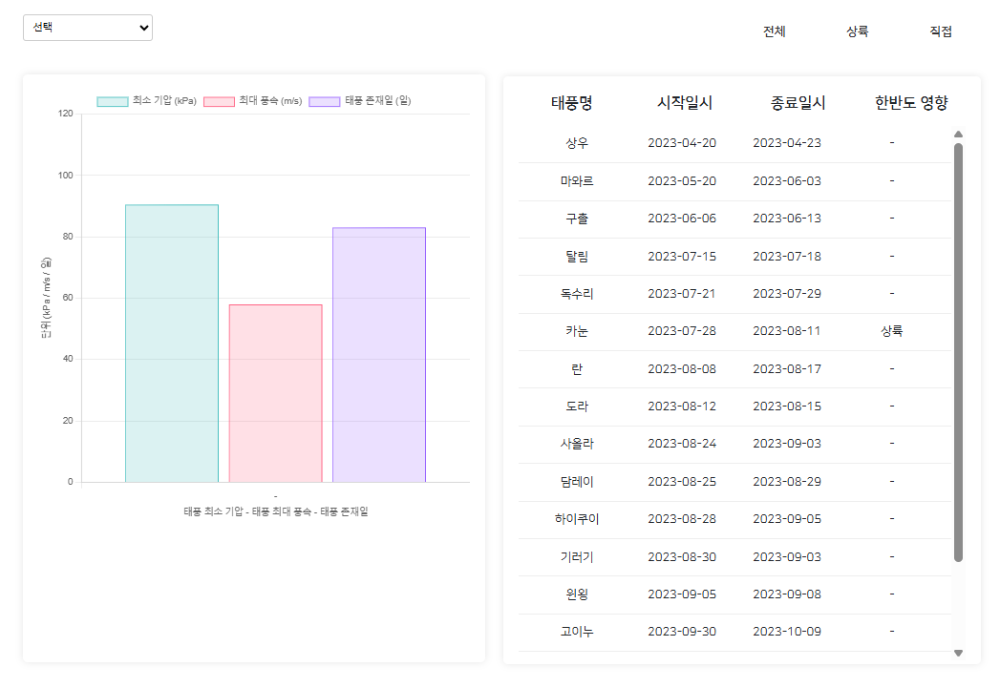 선택
전체 상륙 직접
최소 기압 (kPa) 최대 풍속 (m/s) 태풍 존재일 (일)
120
100
80
60
40
20
0
단위 (kPa / m/s / 일)
-
태풍 최소 기압 - 태풍 최대 풍속 - 태풍 존재일
태풍명 시작일시 종료일시 한반도 영향
상우 2023-04-20 2023-04-23 -
마와르 2023-05-20 2023-06-03 -
구촐 2023-06-06 2023-06-13 -
탈림 2023-07-15 2023-07-18 -
독수리 2023-07-21 2023-07-29 -
카눈 2023-07-28 2023-08-11 상륙
란 2023-08-08 2023-08-17 -
도라 2023-08-12 2023-08-15 -
사올라 2023-08-24 2023-09-03 -
담레이 2023-08-25 2023-08-29 -
하이쿠이 2023-08-28 2023-09-05 -
기러기 2023-08-30 2023-09-03 -
윈욍 2023-09-05 2023-09-08 -
고이누 2023-09-30 2023-10-09 -